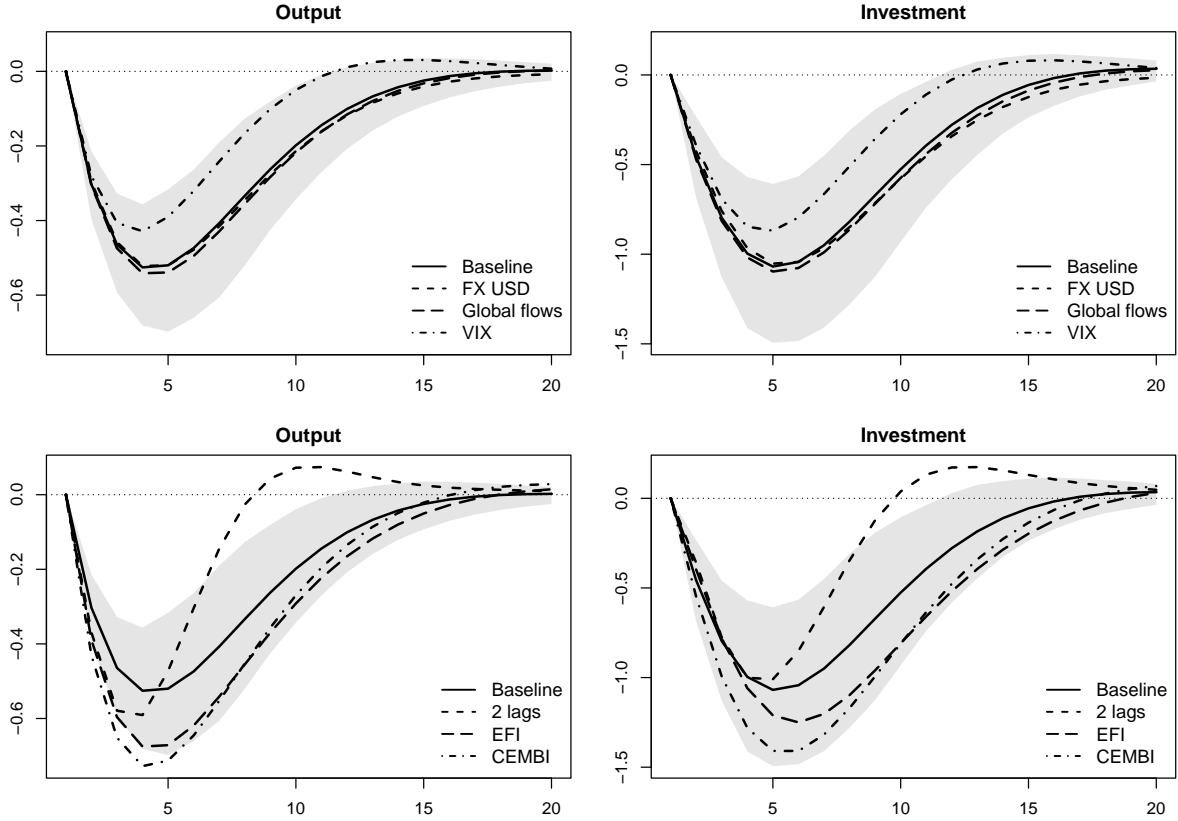 Output
0.0
−0.2
−0.4
−0.6
5
10
15
20
Baseline
FX USD
Global flows
VIX
Investment
0.0
−0.5
−1.0
−1.5
5
10
15
20
Baseline
FX USD
Global flows
VIX
Output
0.0
−0.2
−0.4
−0.6
5
10
15
20
Baseline
2 lags
EFI
CEMBI
Investment
0.0
−0.5
−1.0
−1.5
5
10
15
20
Baseline
2 lags
EFI
CEMBI